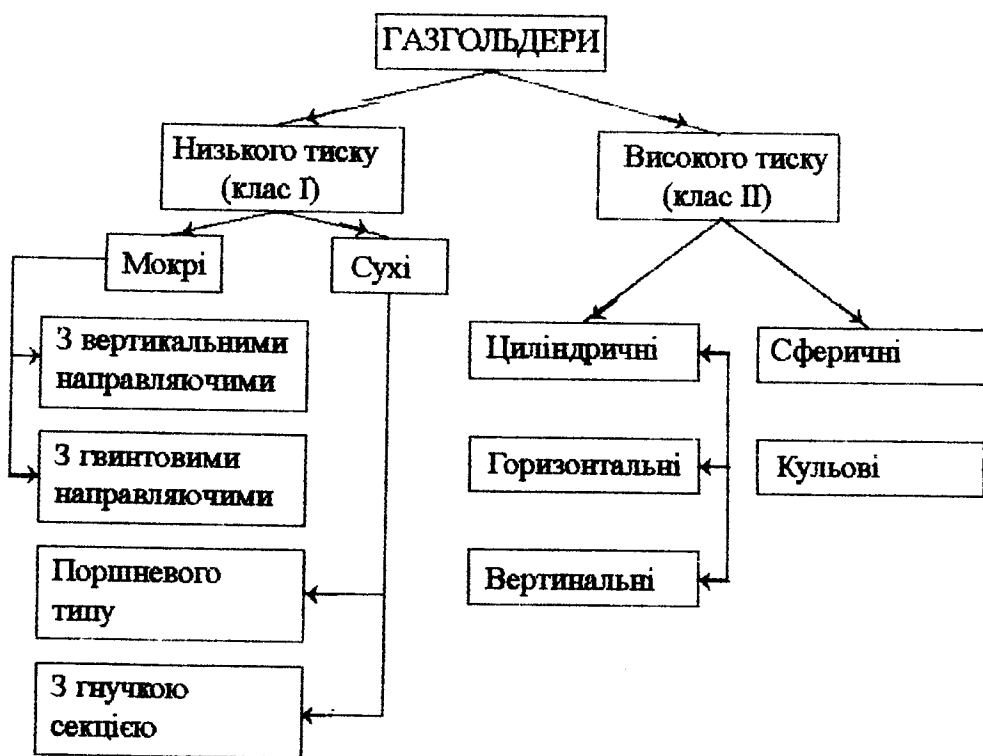 ГАЗГОЛЬДЕРИ
Низького тиску
(клас I)
Високого тиску
(клас II)
Мокрі
Сухі
З вертикальними
направляючими
З гвинтовими
направляючими
Поршневого
типу
З гнучкою
секцією
Циліндричні
Сферичні
Горизонтальні
Кульові
Вертинальні